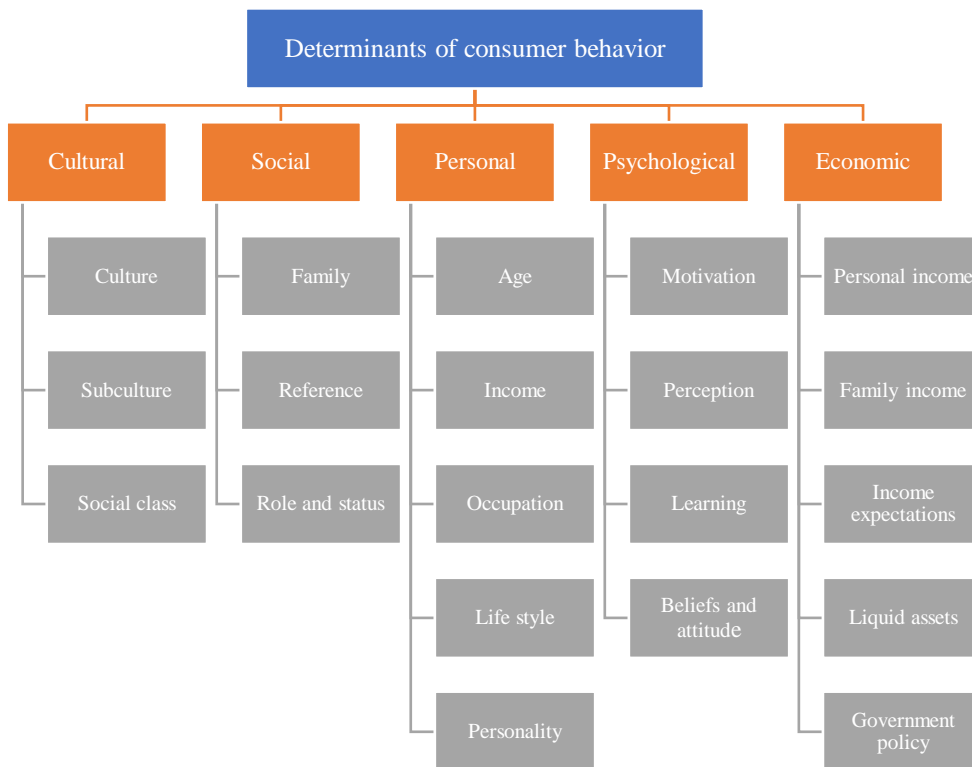 Determinants of consumer behavior
Cultural
Social
Personal
Psychological
Economic
Culture
Family
Age
Motivation
Personal income
Subculture
Reference
Income
Perception
Family income
Social class
Role and status
Occupation
Learning
Income
expectations
Life style
Beliefs and
attitude
Liquid assets
Personality
Government
policy